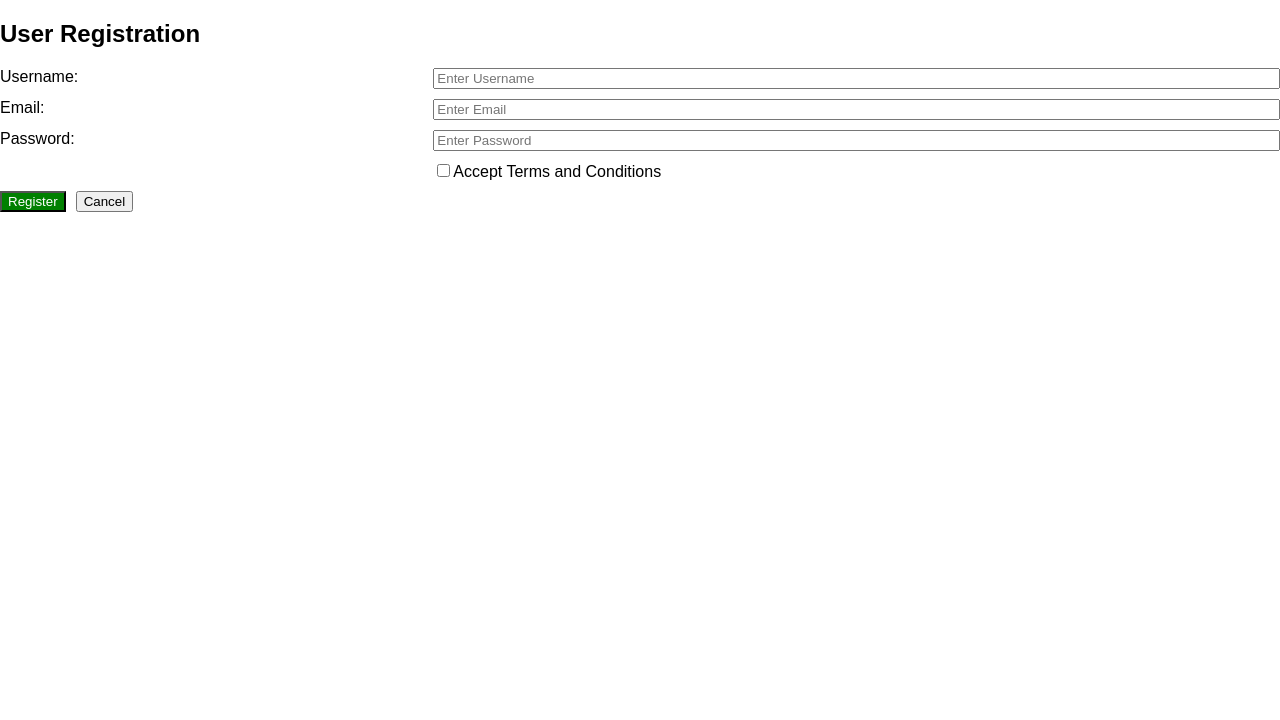 User Registration
Username: Enter Username
Email: Enter Email
Password: Enter Password
Accept Terms and Conditions
Register Cancel